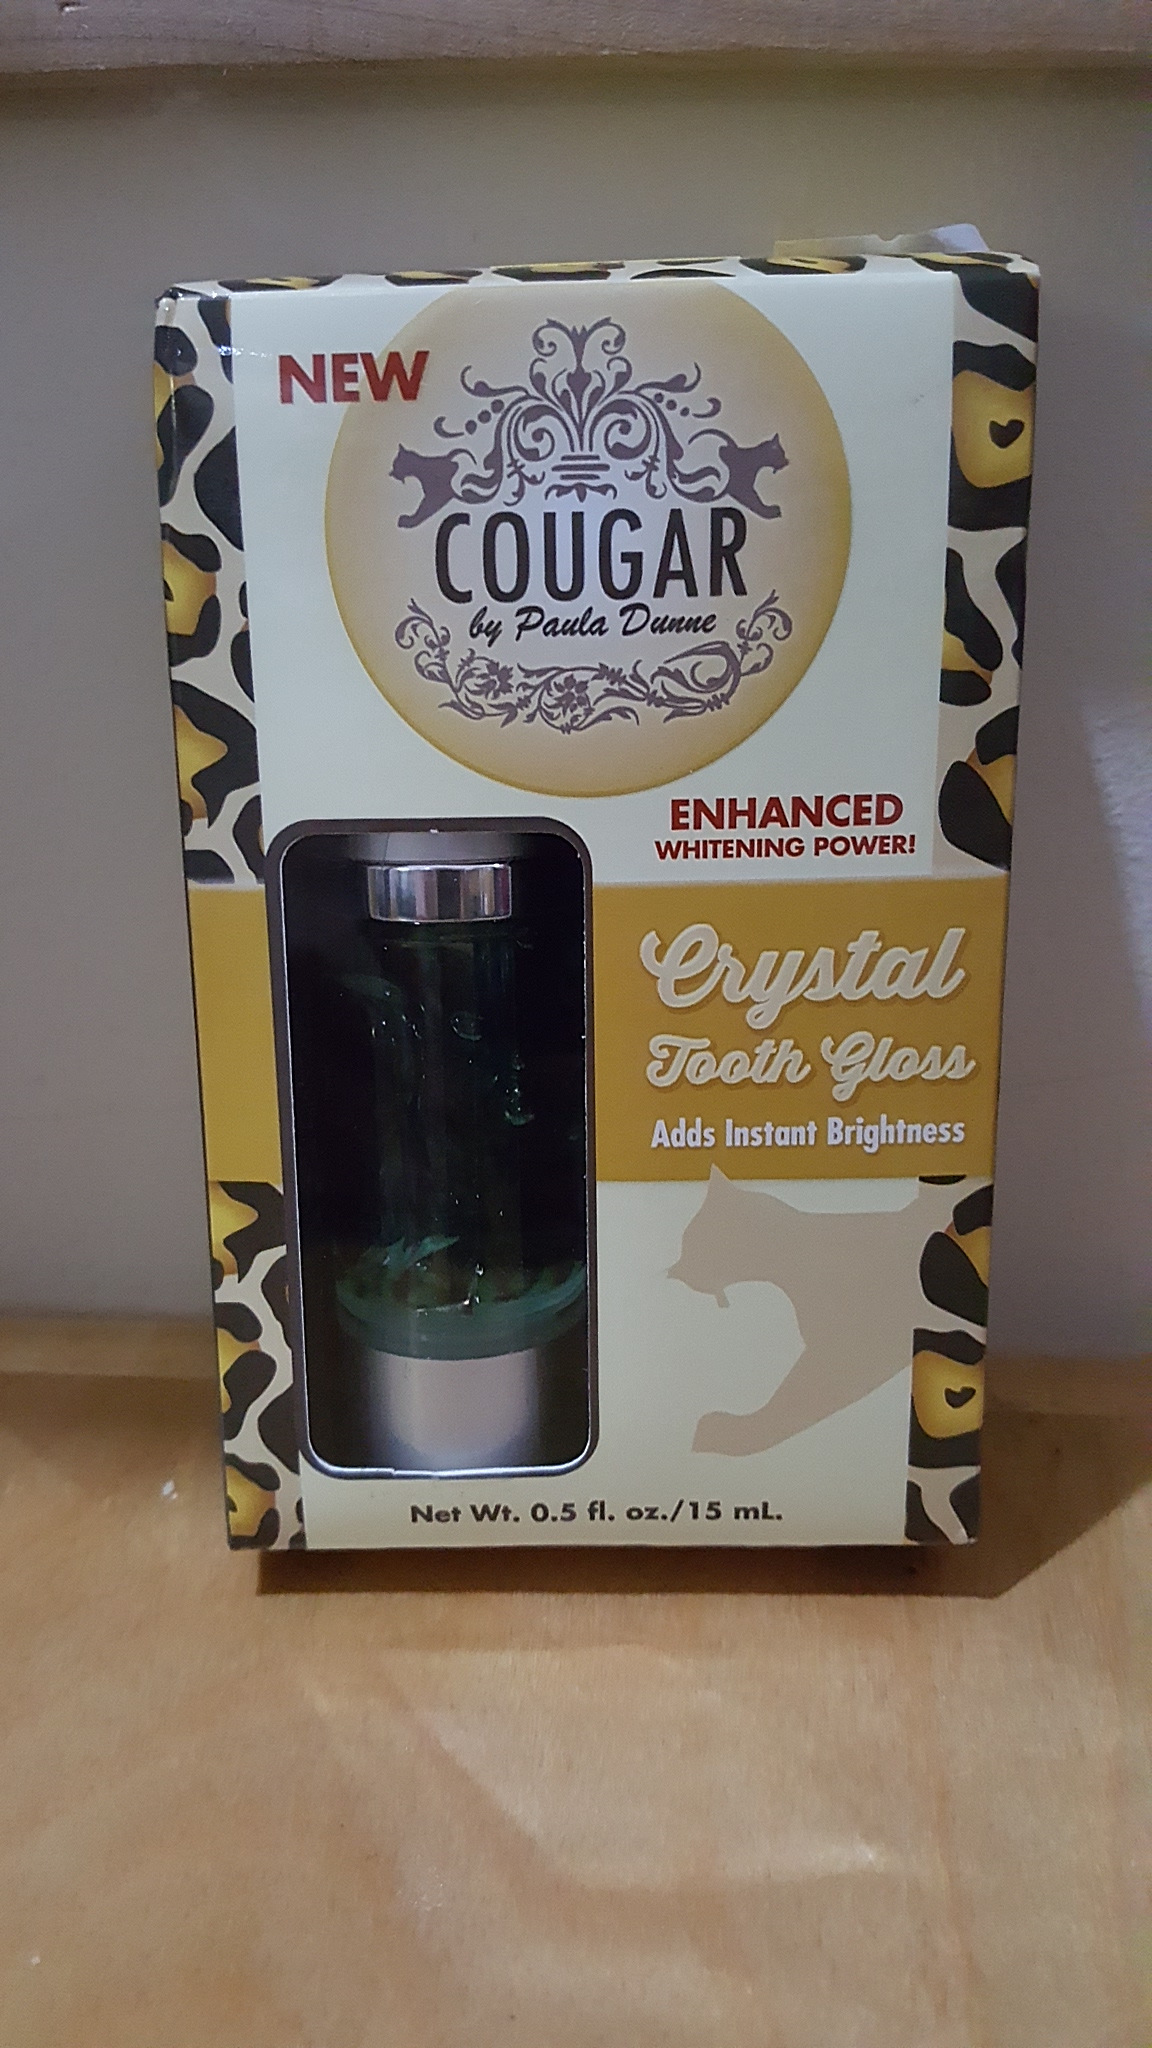 NEW
COUGAR
by Paula Dunne
ENHANCED
WHITENING POWER!
Crystal
Tooth Gloss
Adds Instant Brightness
Net Wt. 0.5 fl. oz./15 mL.